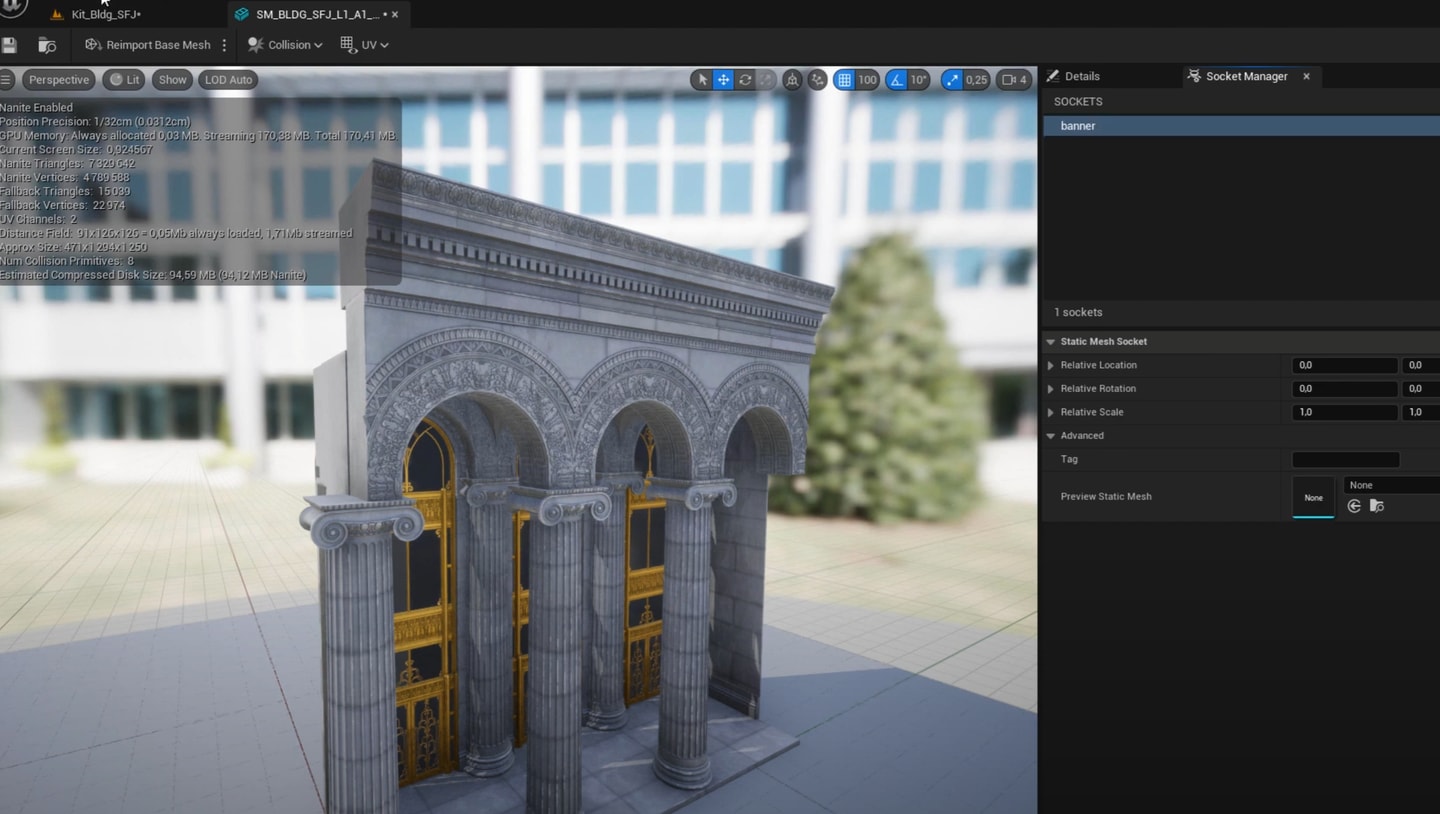 Kit_Bldg_SFJ*
SM_BLDG_SFJ_L1_A1_... •
Reimport Base Mesh
Collision
UV
Perspective
Lit
Show
LOD Auto
100
10°
0,25
4
Nanite Enabled
Position Precision: 1/32cm (0.0312cm)
GPU Memory: Always allocated 0,03 MB. Streaming 170,38 MB. Total 170,41 MB.
Current Screen Size: 0,924567
Nanite Triangles: 7 329 642
Nanite Vertices: 4 789 588
Fallback Triangles: 15 039
Fallback Vertices: 22 974
UV Channels: 2
Distance Field: 91x126x126 = 0,05Mb always loaded, 1,71Mb streamed
Approx Size: 471x1294x1250
Num Collision Primitives: 8
Estimated Compressed Disk Size: 94,59 MB (94,12 MB Nanite)
Details
Socket Manager
SOCKETS
banner
1 sockets
Static Mesh Socket
Relative Location 0,0 0,0
Relative Rotation 0,0 0,0
Relative Scale 1,0 1,0
Advanced
Tag
Preview Static Mesh
None
None